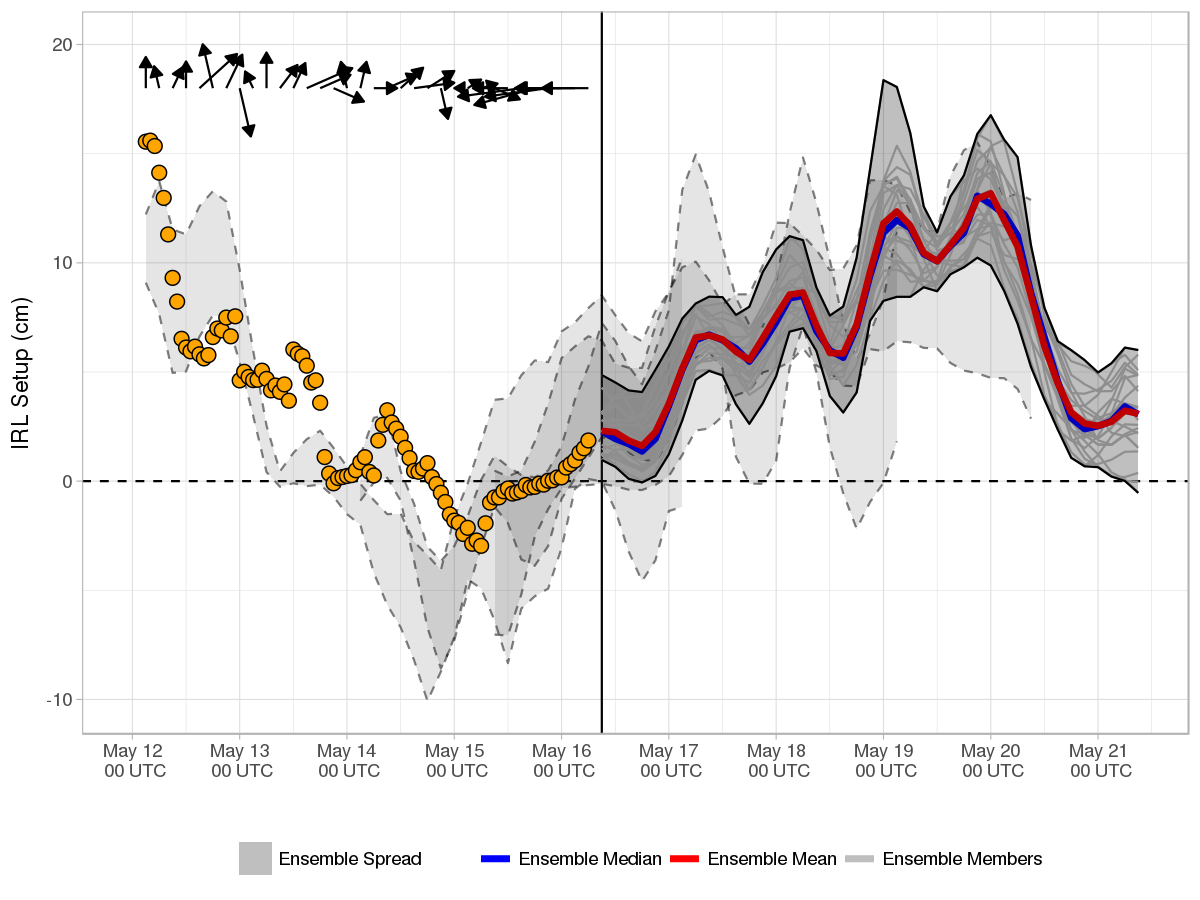 20
10
0
-10
IRL Setup (cm)
May 12
00 UTC
May 13
00 UTC
May 14
00 UTC
May 15
00 UTC
May 16
00 UTC
May 17
00 UTC
May 18
00 UTC
May 19
00 UTC
May 20
00 UTC
May 21
00 UTC
Ensemble Spread
Ensemble Median
Ensemble Mean
Ensemble Members